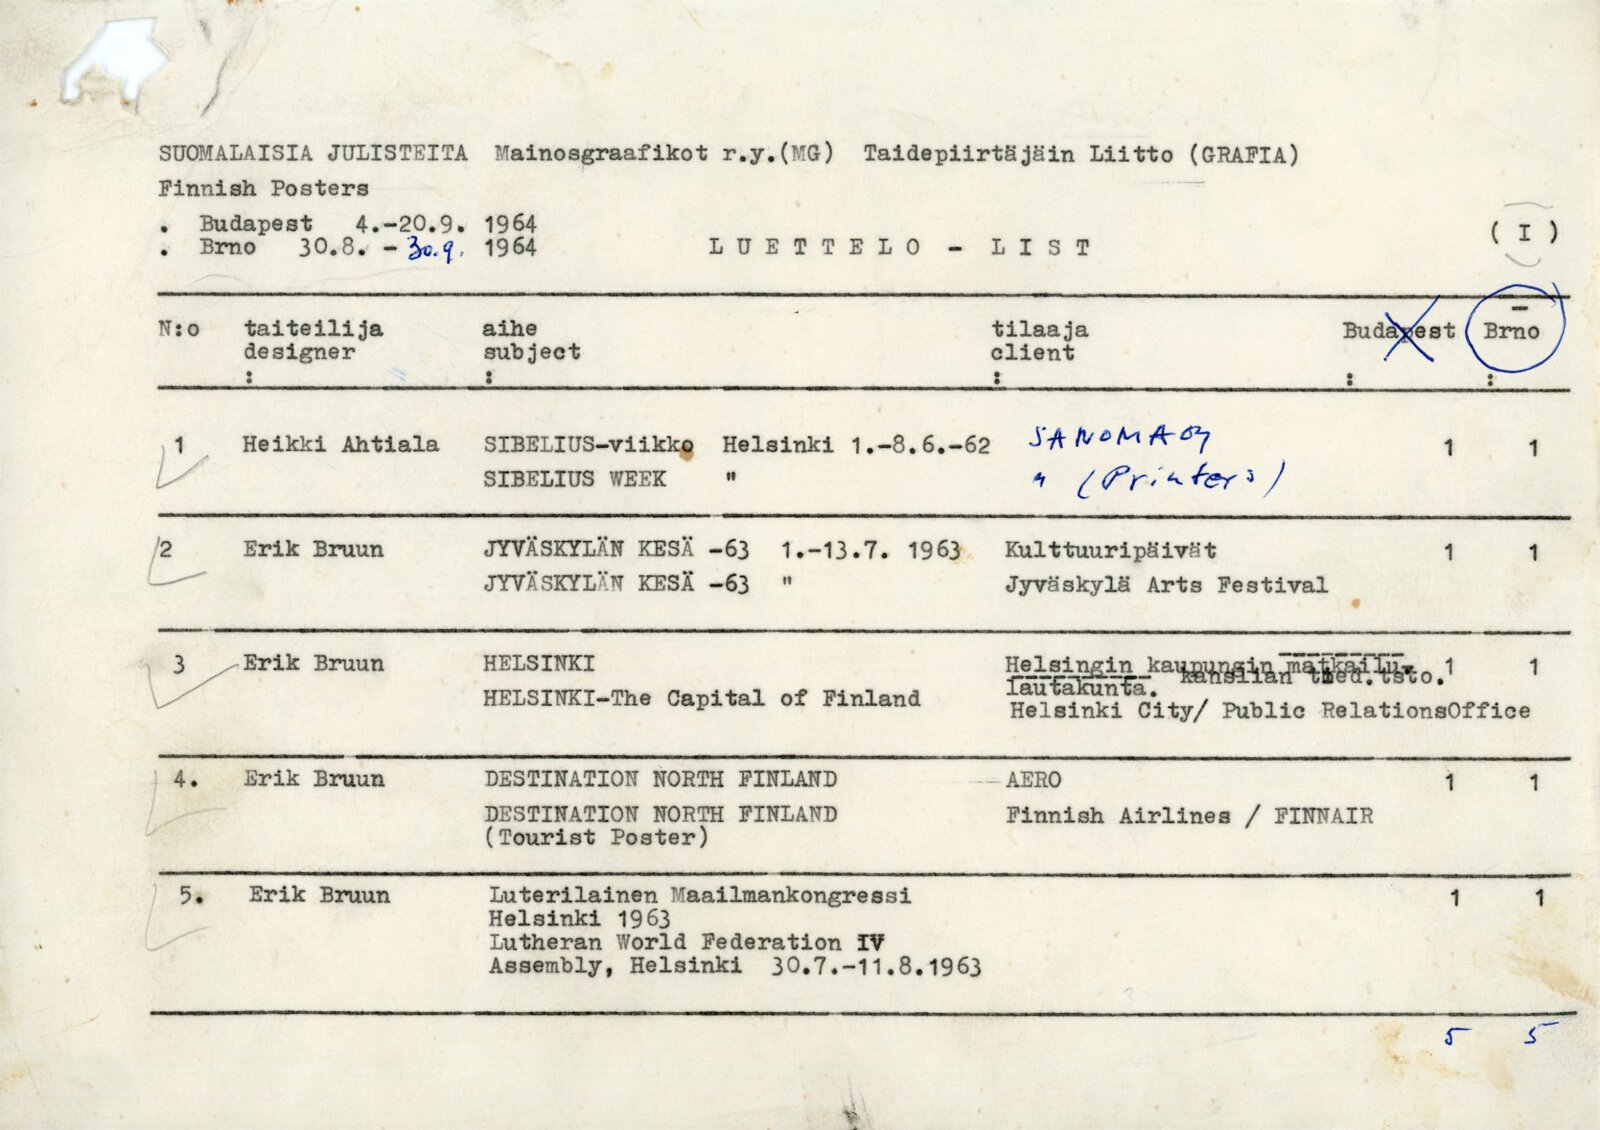 SUOMALAISIA JULISTEITA Mainosgraafikot r.y.(MG) Taidepiirtäjäin Liitto (GRAFIA)
Finnish Posters
. Budapest 4.-20.9. 1964
. Brno 30.8. - 30.9. 1964 LUETTELO - LIST (I)
N:o taiteilija aihe tilaaja Budapest Brno
designer subject client
: : : : :
1 Heikki Ahtiala SIBELIUS-viikko Helsinki 1.-8.6.-62 SANOMA OY 1 1
SIBELIUS WEEK " " (Printers)
2 Erik Bruun JYVÄSKYLÄN KESÄ -63 1.-13.7. 1963 Kulttuuripäivät 1 1
JYVÄSKYLÄN KESÄ -63 " Jyväskylä Arts Festival
3 Erik Bruun HELSINKI Helsingin kaupungin matkailu- 1 1
kanslian tied.tsto.
lautakunta.
HELSINKI-The Capital of Finland Helsinki City/ Public RelationsOffice
4. Erik Bruun DESTINATION NORTH FINLAND AERO 1 1
DESTINATION NORTH FINLAND Finnish Airlines / FINNAIR
(Tourist Poster)
5. Erik Bruun Luterilainen Maailmankongressi 1 1
Helsinki 1963
Lutheran World Federation IV
Assembly, Helsinki 30.7.-11.8.1963
5 5